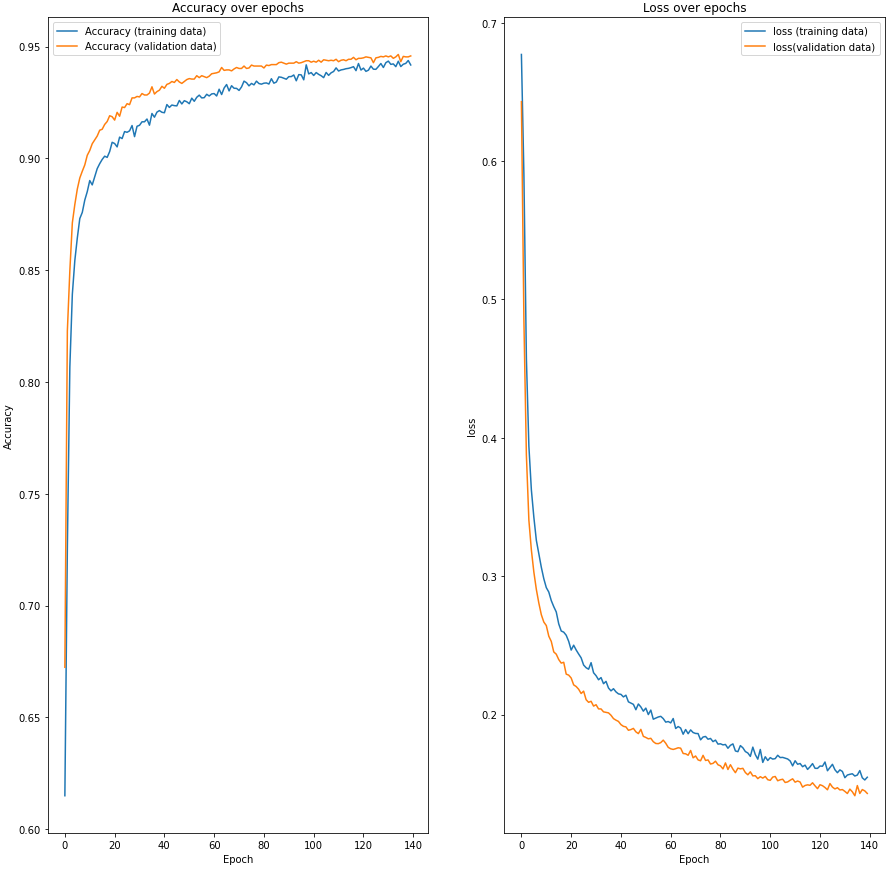 Accuracy over epochs
Accuracy (training data)
Accuracy (validation data)
0.95
0.90
0.85
0.80
0.75
0.70
0.65
0.60
Accuracy
0 20 40 60 80 100 120 140
Epoch
Loss over epochs
loss (training data)
loss(validation data)
0.7
0.6
0.5
0.4
0.3
0.2
loss
0 20 40 60 80 100 120 140
Epoch